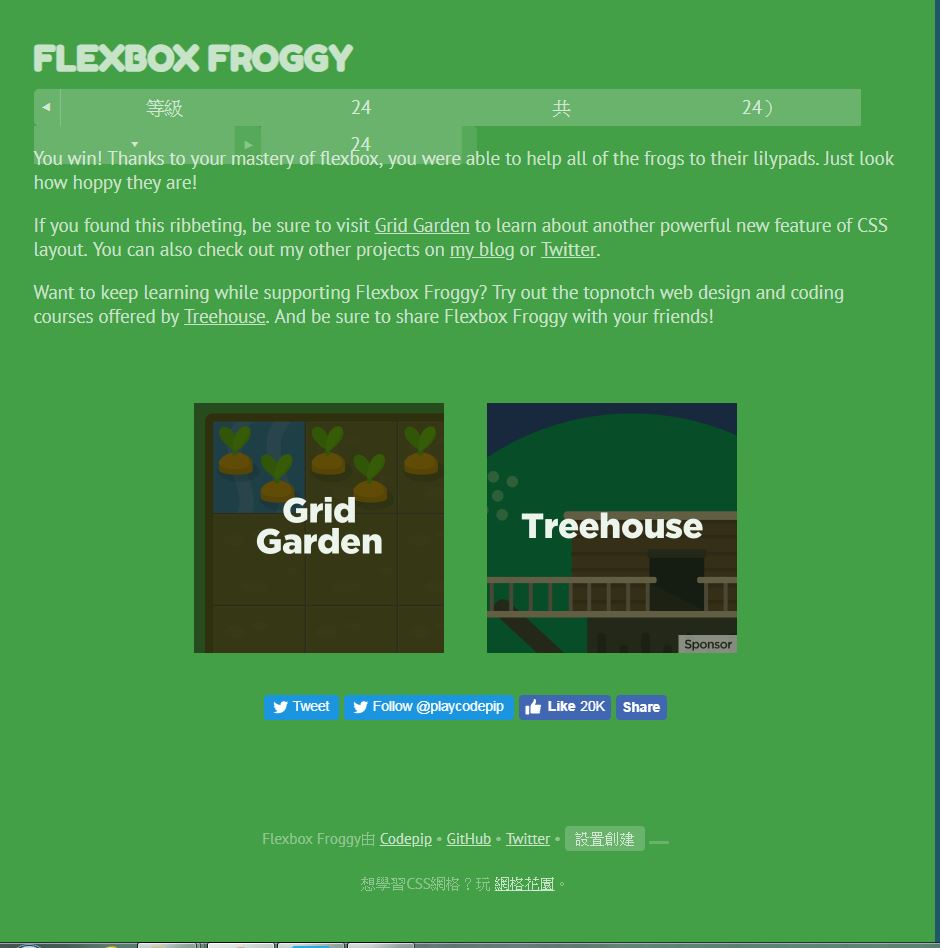 FLEXBOX FROGGY
◄ 等級 24 共 24）
▾ ► 24
You win! Thanks to your mastery of flexbox, you were able to help all of the frogs to their lilypads. Just look
how hoppy they are!
If you found this ribbeting, be sure to visit Grid Garden to learn about another powerful new feature of CSS
layout. You can also check out my other projects on my blog or Twitter.
Want to keep learning while supporting Flexbox Froggy? Try out the topnotch web design and coding
courses offered by Treehouse. And be sure to share Flexbox Froggy with your friends!
Grid
Garden
Treehouse
Sponsor
Tweet Follow @playcodepip Like 20K Share
Flexbox Froggy由 Codepip • GitHub • Twitter • 設置創建
想學習CSS網格？玩 網格花園。